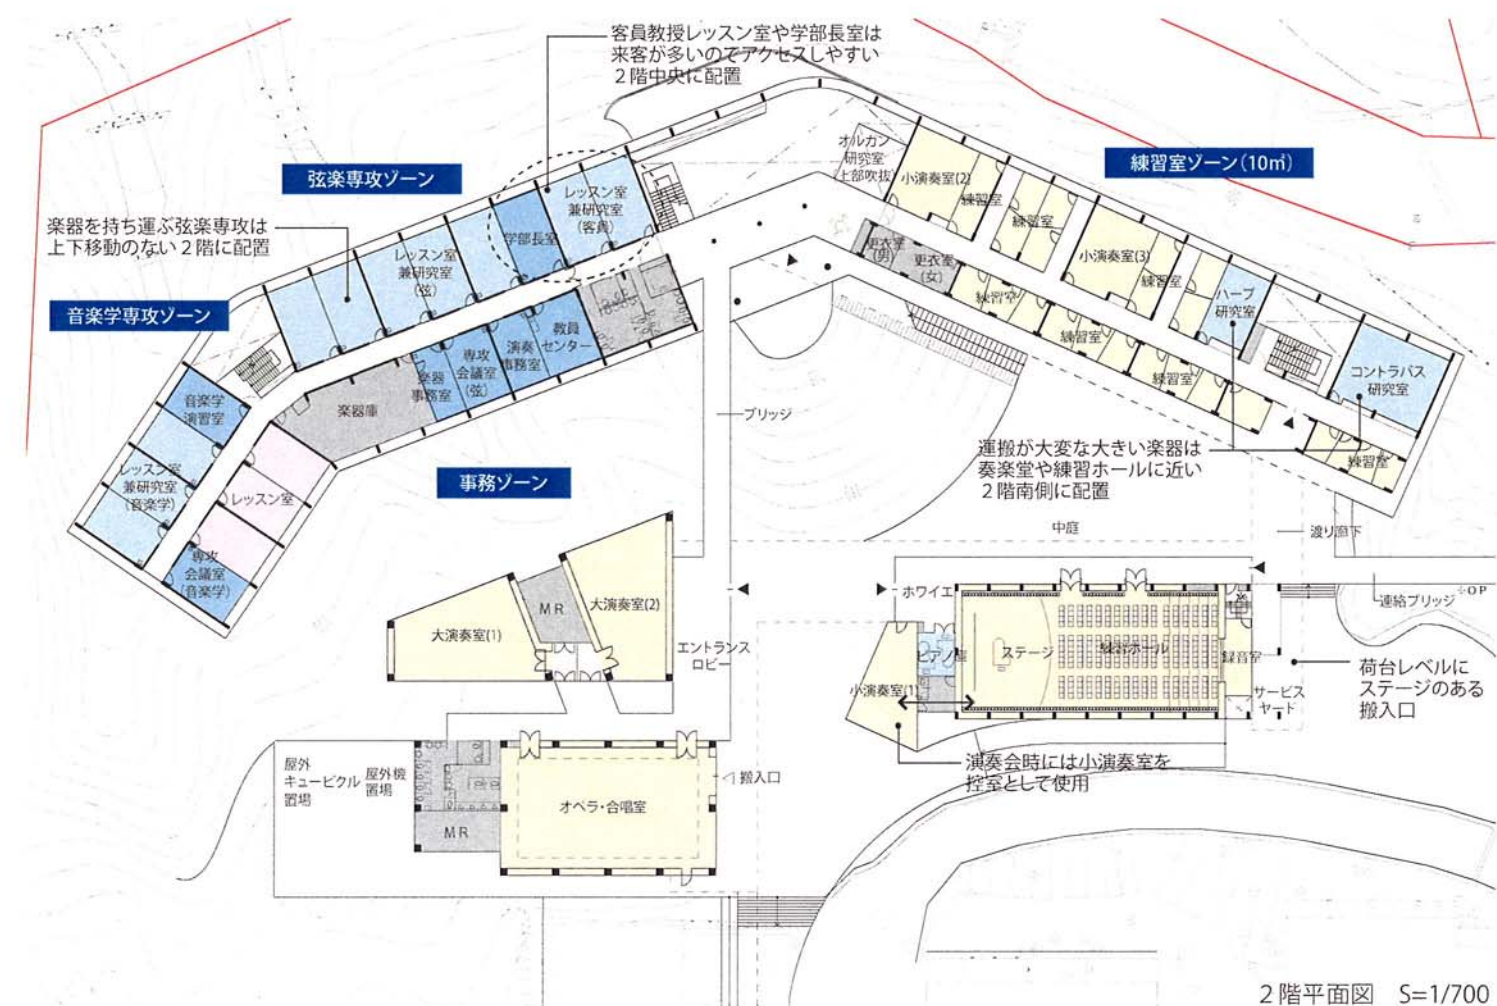 客員教授レッスン室や学部長室は
来客が多いのでアクセスしやすい
２階中央に配置
弦楽専攻ゾーン
練習室ゾーン(10㎡)
楽器を持ち運ぶ弦楽専攻は
上下移動のない２階に配置
音楽学専攻ゾーン
レッスン室
兼研究室
(客員)
学部長室
レッスン室
兼研究室
(弦)
オルガン
研究室
(上部吹抜)
小演奏室(2)
練習室
練習室
小演奏室(3)
練習室
ハープ
研究室
コントラバス
研究室
更衣室
(男)
更衣室
(女)
練習室
練習室
練習室
練習室
教員
センター
演奏
事務室
専攻
会議室
(弦)
楽器
事務室
楽器庫
音楽学
演習室
レッスン室
兼研究室
(音楽学)
レッスン室
専攻
会議室
(音楽学)
事務ゾーン
ブリッジ
運搬が大変な大きい楽器は
奏楽堂や練習ホールに近い
２階南側に配置
中庭
渡り廊下
大演奏室(1)
MR
大演奏室(2)
エントランス
ロビー
ホワイエ
ピアノ庫
ステージ
練習ホール
録音室
小演奏室(1)
サービス
ヤード
連絡ブリッジ
荷台レベルに
ステージのある
搬入口
演奏会時には小演奏室を
控室として使用
屋外
キュービクル
置場
屋外機
置場
MR
オペラ・合唱室
搬入口
２階平面図 S=1/700